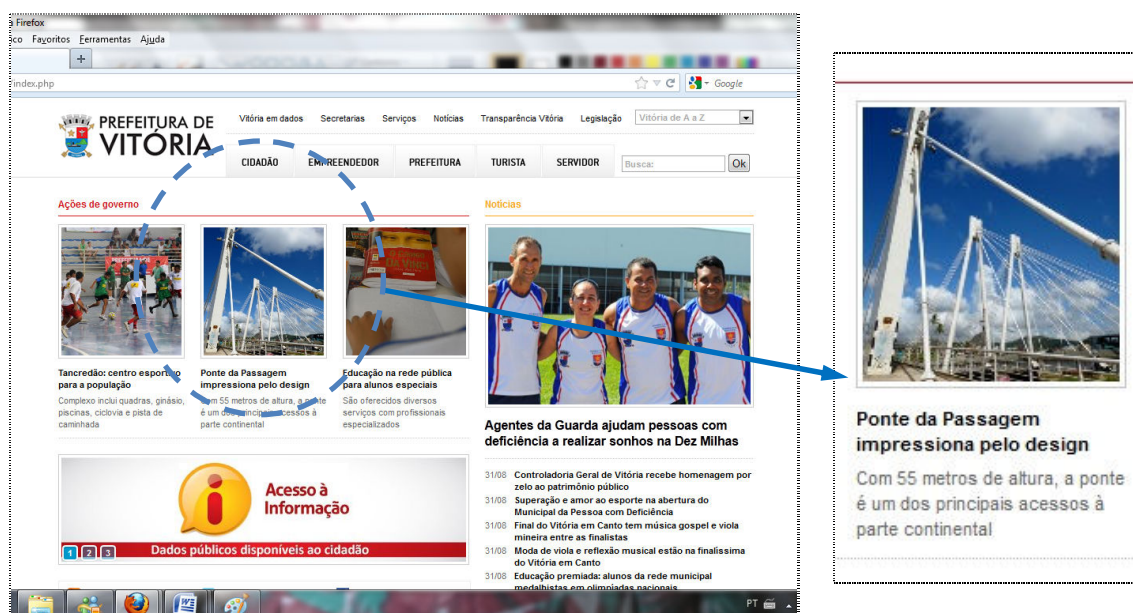 Firefox
Favoritos Ferramentas Ajuda
+
index.php
Google
PREFEITURA DE
VITÓRIA
Vitória em dados Secretarias Serviços Notícias Transparência Vitória Legislação Vitória de A a Z
CIDADÃO EMPREENDEDOR PREFEITURA TURISTA SERVIDOR Busca: Ok
Ações de governo
Tancredão: centro esportivo
para a população
Complexo inclui quadras, ginásio,
piscinas, ciclovia e pista de
caminhada
Ponte da Passagem
impressiona pelo design
Com 55 metros de altura, a ponte
é um dos principais acessos à
parte continental
Educação na rede pública
para alunos especiais
São oferecidos diversos
serviços com profissionais
especializados
Acesso à
Informação
1 2 3 Dados públicos disponíveis ao cidadão
Notícias
Agentes da Guarda ajudam pessoas com
deficiência a realizar sonhos na Dez Milhas
31/08 Controladoria Geral de Vitória recebe homenagem por
zelo ao patrimônio público
31/08 Superação e amor ao esporte na abertura do
Municipal da Pessoa com Deficiência
31/08 Final do Vitória em Canto tem música gospel e viola
mineira entre as finalistas
31/08 Moda de viola e reflexão musical estão na finalíssima
do Vitória em Canto
31/08 Educação premiada: alunos da rede municipal
medalhistas em olimpíadas nacionais
PT
Ponte da Passagem
impressiona pelo design
Com 55 metros de altura, a ponte
é um dos principais acessos à
parte continental